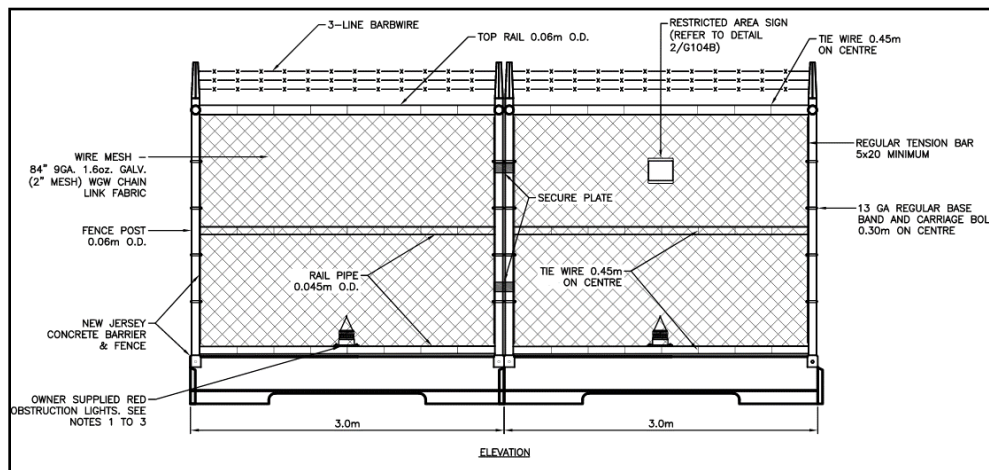 3-LINE BARBWIRE
TOP RAIL 0.06m O.D.
RESTRICTED AREA SIGN
(REFER TO DETAIL
2/G104B)
TIE WIRE 0.45m
ON CENTRE
WIRE MESH
84" 9GA. 1.6oz. GALV.
(2" MESH) WGW CHAIN
LINK FABRIC
REGULAR TENSION BAR
5x20 MINIMUM
SECURE PLATE
13 GA REGULAR BASE
BAND AND CARRIAGE BOL
0.30m ON CENTRE
FENCE POST
0.06m O.D.
RAIL PIPE
0.045m O.D.
TIE WIRE 0.45m
ON CENTRE
NEW JERSEY
CONCRETE BARRIER
& FENCE
OWNER SUPPLIED RED
OBSTRUCTION LIGHTS. SEE
NOTES 1 TO 3
3.0m
3.0m
ELEVATION